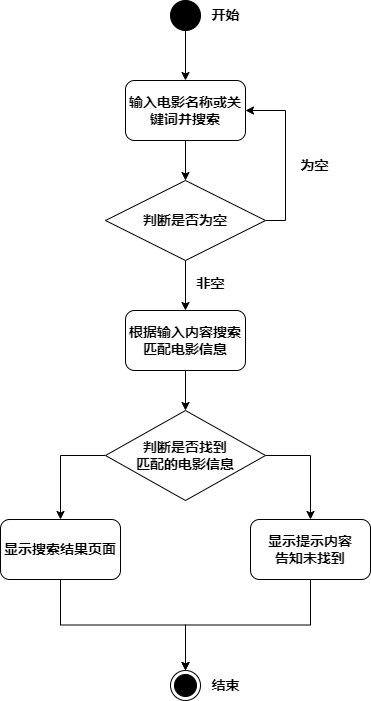 开始
输入电影名称或关
键词并搜索
为空
判断是否为空
非空
根据输入内容搜索
匹配电影信息
判断是否找到
匹配的电影信息
显示搜索结果页面
显示提示内容
告知未找到
结束